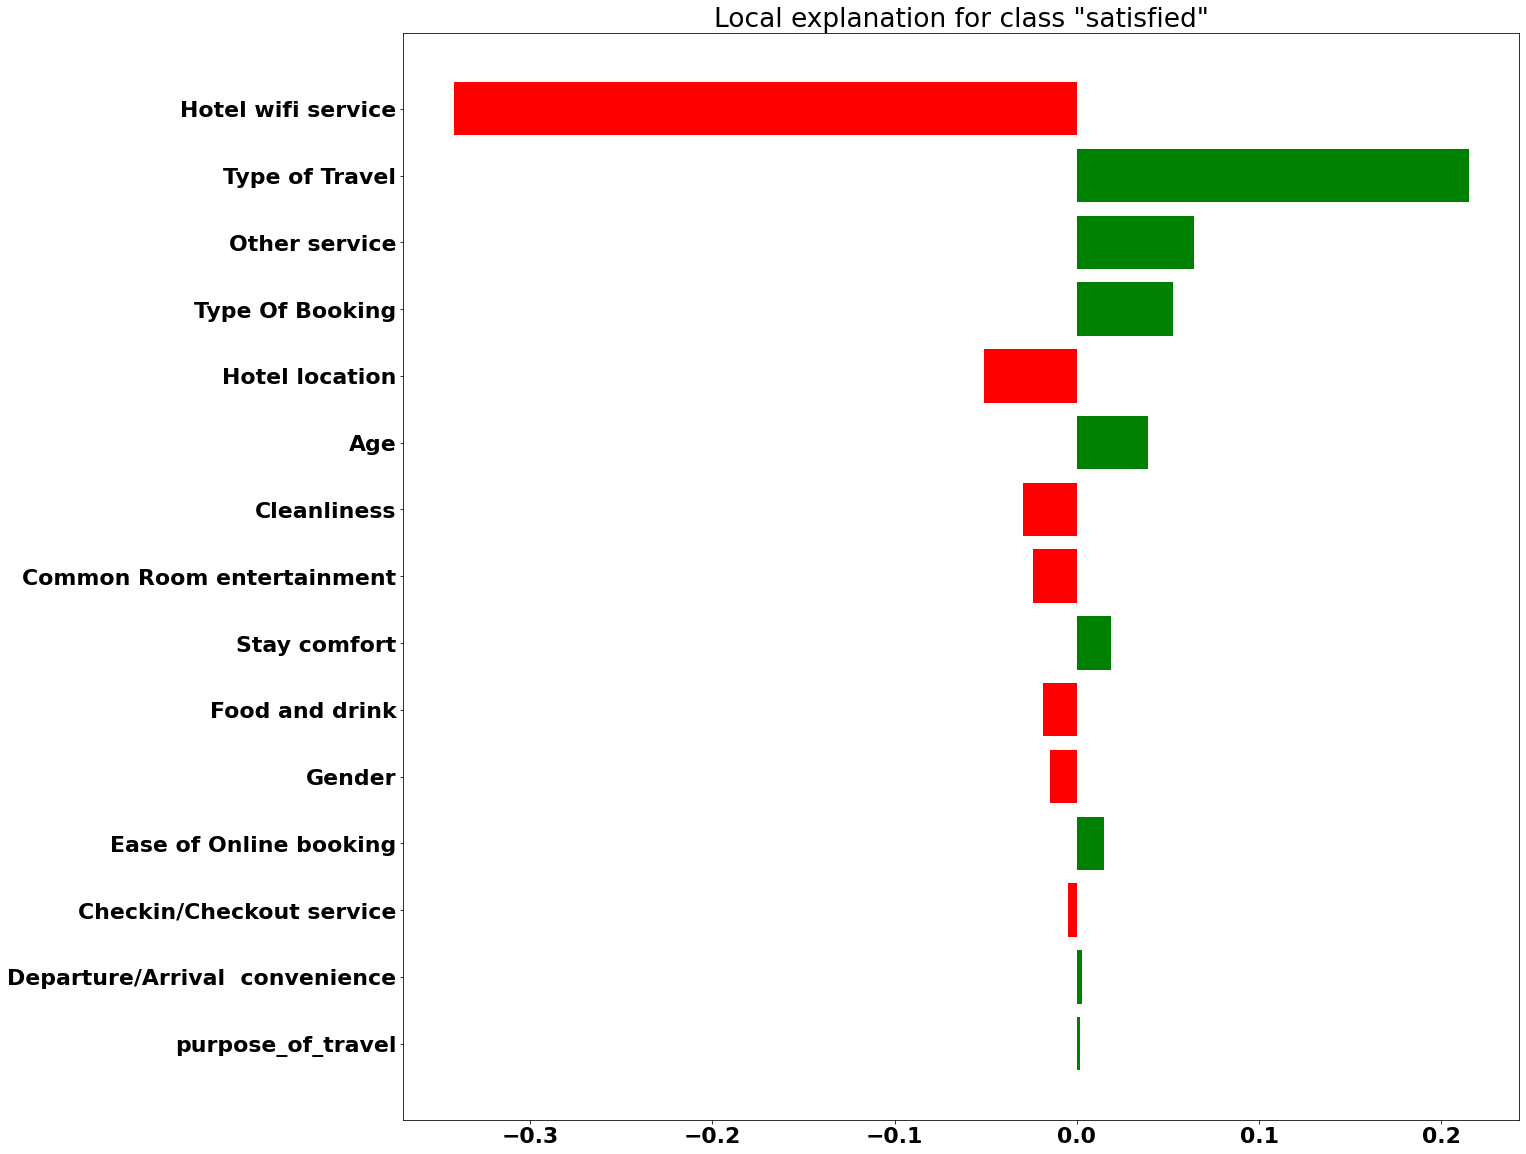 Local explanation for class "satisfied"
Hotel wifi service
Type of Travel
Other service
Type Of Booking
Hotel location
Age
Cleanliness
Common Room entertainment
Stay comfort
Food and drink
Gender
Ease of Online booking
Checkin/Checkout service
Departure/Arrival  convenience
purpose_of_travel
−0.3 −0.2 −0.1 0.0 0.1 0.2